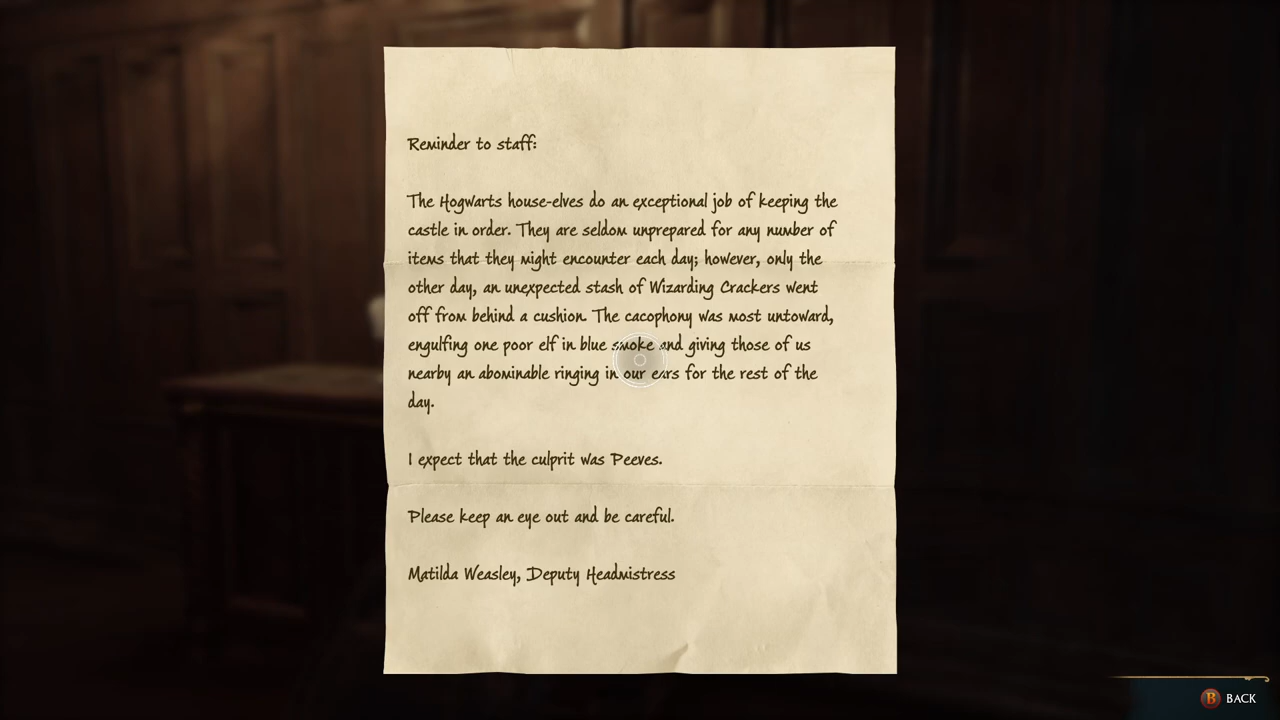 Reminder to staff:
The Hogwarts house-elves do an exceptional job of keeping the
castle in order. They are seldom unprepared for any number of
items that they might encounter each day; however, only the
other day, an unexpected stash of Wizarding Crackers went
off from behind a cushion. The cacophony was most untoward,
engulfing one poor elf in blue smoke and giving those of us
nearby an abominable ringing in our ears for the rest of the
day.
I expect that the culprit was Peeves.
Please keep an eye out and be careful.
Matilda Weasley, Deputy Headmistress
B BACK